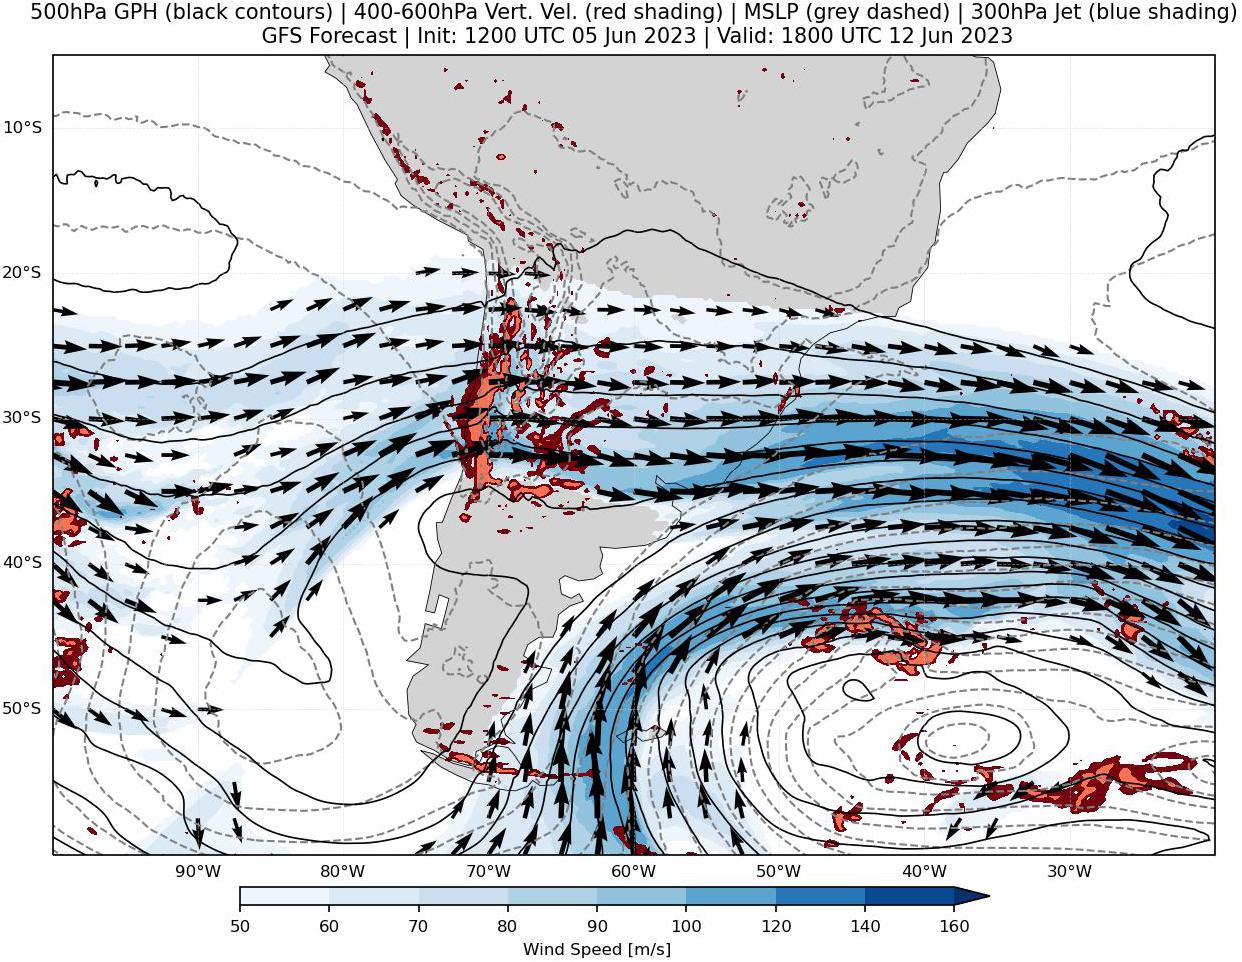 500hPa GPH (black contours) | 400-600hPa Vert. Vel. (red shading) | MSLP (grey dashed) | 300hPa Jet (blue shading)
GFS Forecast | Init: 1200 UTC 05 Jun 2023 | Valid: 1800 UTC 12 Jun 2023
10°S
20°S
30°S
40°S
50°S
90°W 80°W 70°W 60°W 50°W 40°W 30°W
50 60 70 80 90 100 120 140 160
Wind Speed [m/s]